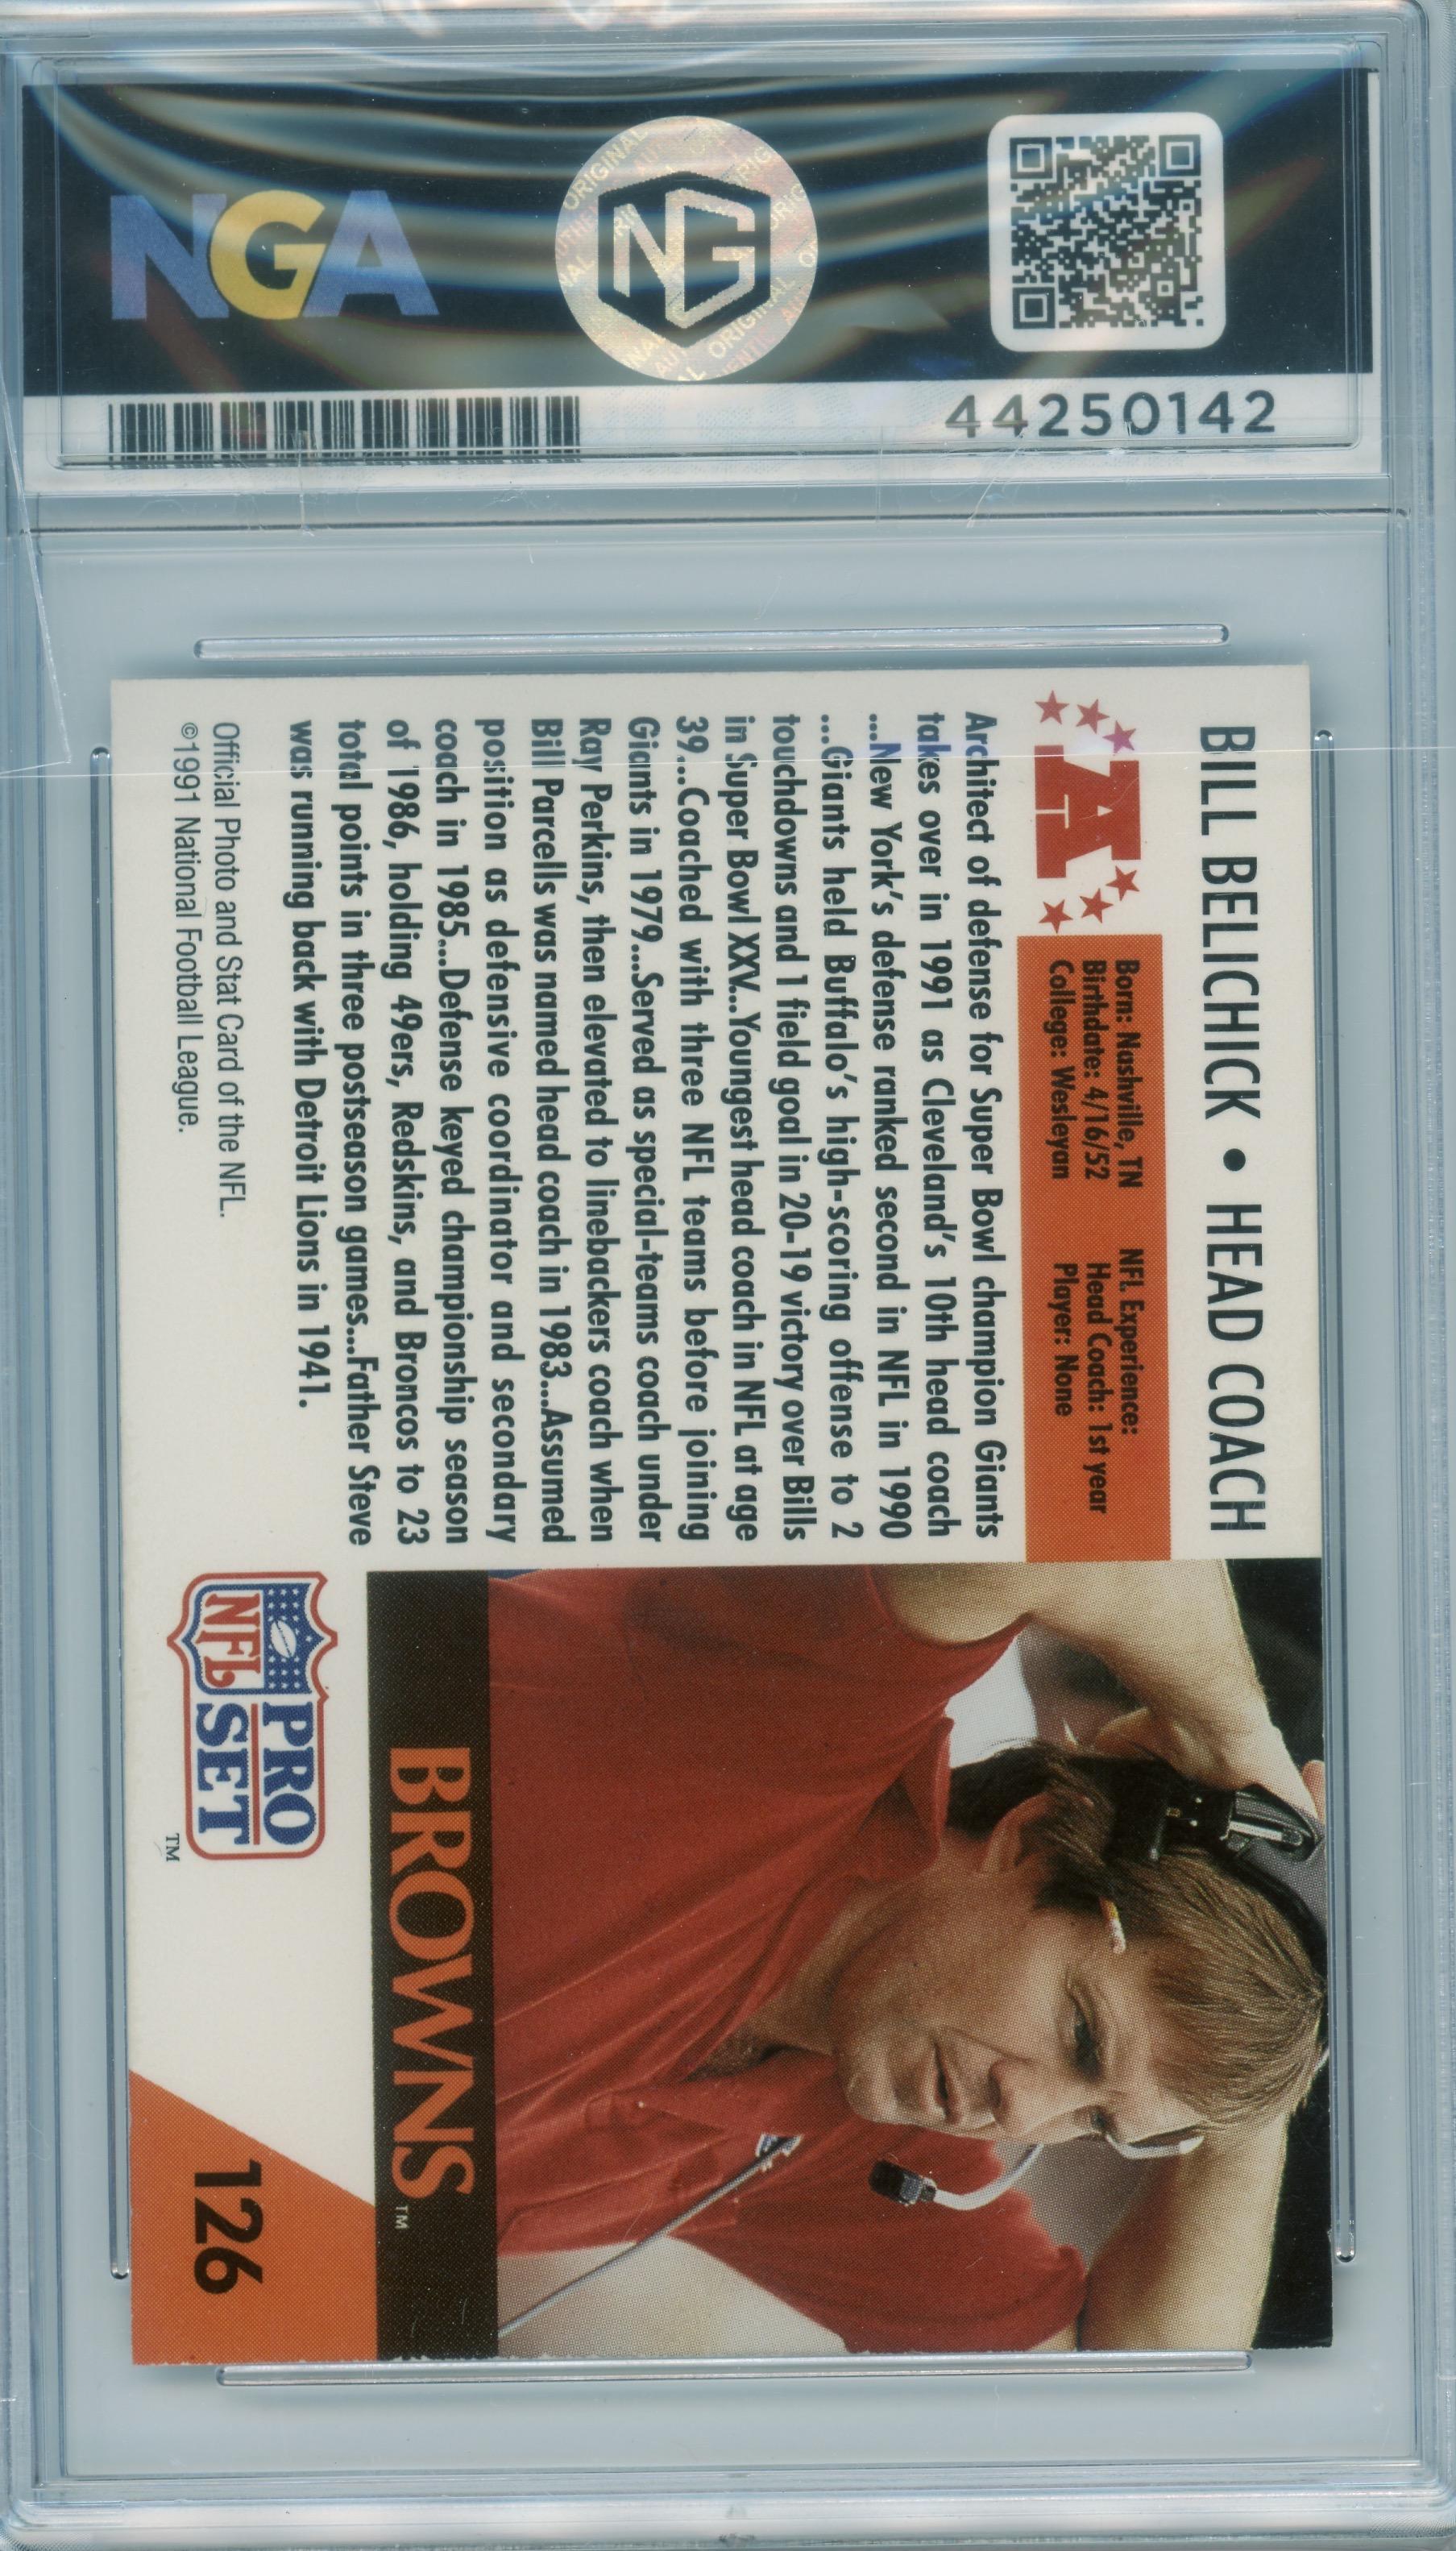 NGA
NG
44250142
BILL BELICHICK • HEAD COACH
A
Born: Nashville, TN
Birthdate: 4/16/52
College: Wesleyan
NFL Experience:
Head Coach: 1st year
Player: None
Architect of defense for Super Bowl champion Giants
takes over in 1991 as Cleveland's 10th head coach
...New York's defense ranked second in NFL in 1990
...Giants held Buffalo's high-scoring offense to 2
touchdowns and 1 field goal in 20-19 victory over Bills
in Super Bowl XXV...Youngest head coach in NFL at age
39...Coached with three NFL teams before joining
Giants in 1979...Served as special-teams coach under
Ray Perkins, then elevated to linebackers coach when
Bill Parcells was named head coach in 1983...Assumed
position as defensive coordinator and secondary
coach in 1985...Defense keyed championship season
of 1986, holding 49ers, Redskins, and Broncos to 23
total points in three postseason games...Father Steve
was running back with Detroit Lions in 1941.
Official Photo and Stat Card of the NFL.
©1991 National Football League.
NFL PRO SET ™
BROWNS™
126